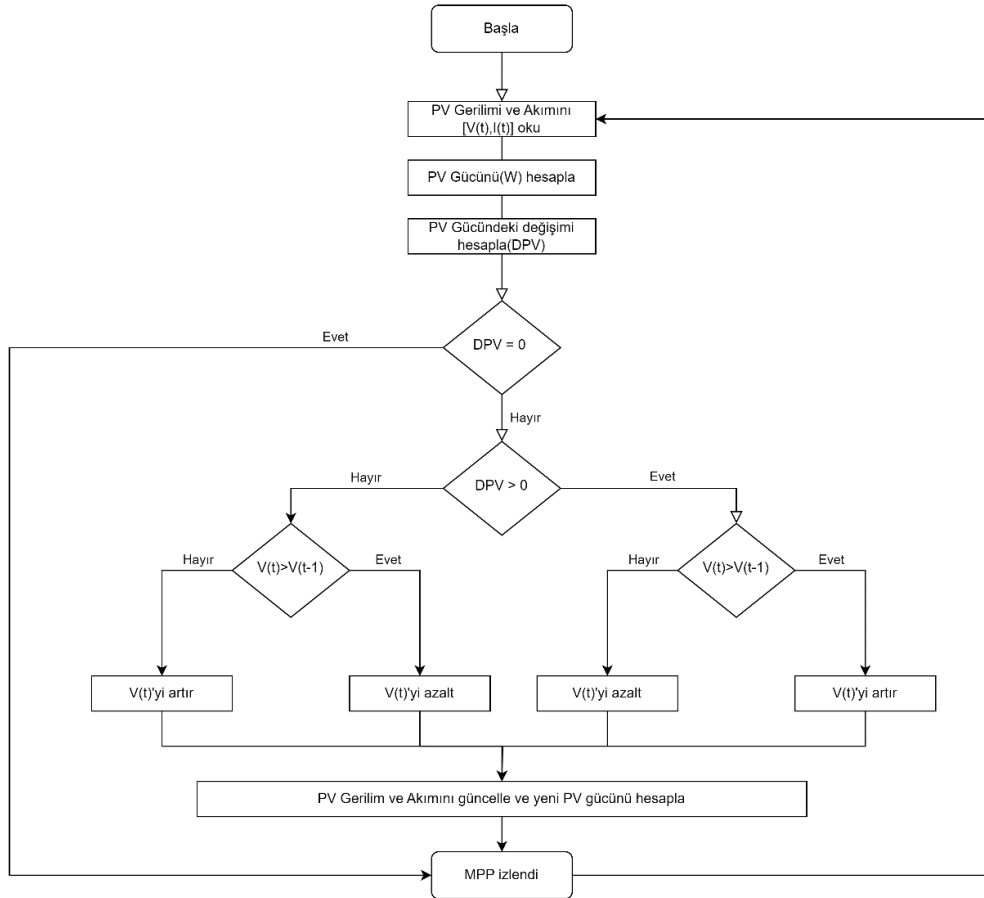 Başla
PV Gerilimi ve Akımını
[V(t),I(t)] oku
PV Gücünü(W) hesapla
PV Gücündeki değişimi
hesapla(DPV)
Evet
DPV = 0
Hayır
Hayır
DPV > 0
Evet
Hayır
V(t)>V(t-1)
Evet
Hayır
V(t)>V(t-1)
Evet
V(t)'yi artır
V(t)'yi azalt
V(t)'yi azalt
V(t)'yi artır
PV Gerilim ve Akımını güncelle ve yeni PV gücünü hesapla
MPP izlendi